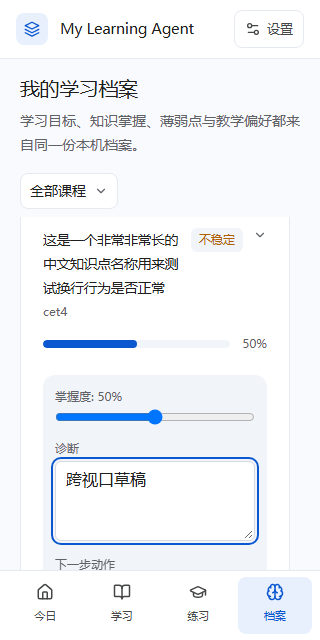 My Learning Agent
设置
我的学习档案
学习目标、知识掌握、薄弱点与教学偏好都来
自同一份本机档案。
全部课程
这是一个非常非常长的
中文知识点名称用来测
试换行行为是否正常
不稳定
cet4
50%
掌握度: 50%
诊断
跨视口草稿
下一步动作
今日
学习
练习
档案